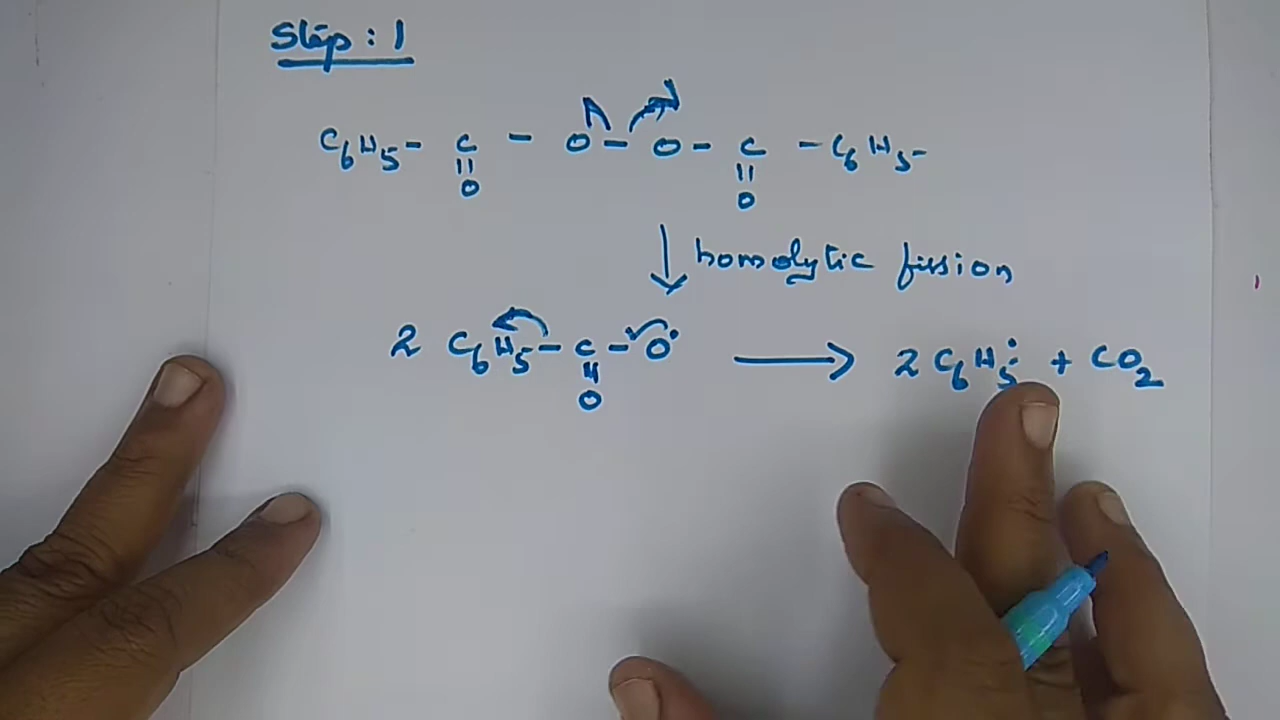 Step : 1
C6H5 - C - O - O - C - C6H5 -
|| ||
O O
↓ homolytic fission
2 C6H5 - C - O• → 2 C6H5• + CO2
||
O